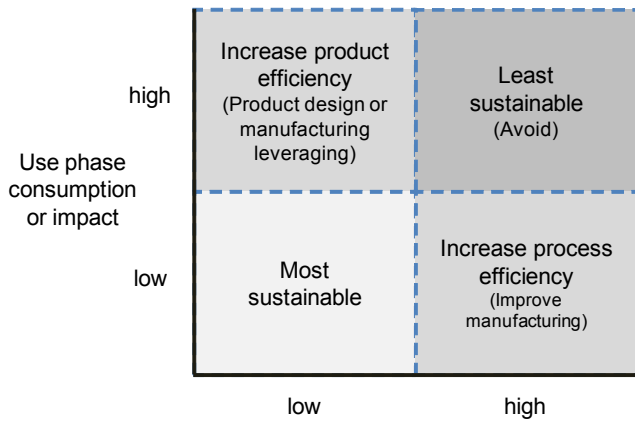 Increase product
efficiency
(Product design or
manufacturing
leveraging)
Least
sustainable
(Avoid)
high
Use phase
consumption
or impact
low
Most
sustainable
Increase process
efficiency
(Improve
manufacturing)
low
high